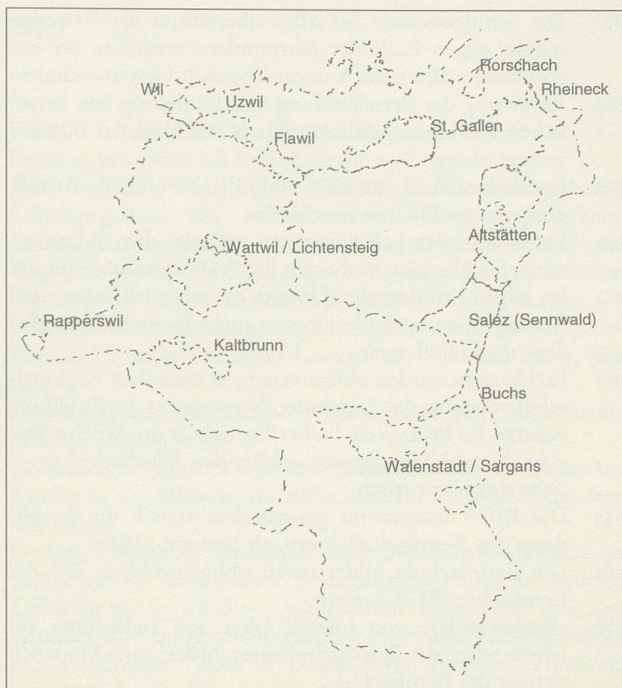 Rorschach
Rheineck
Wil
Uzwil
St. Gallen
Flawil
Altstätten
Wattwil / Lichtensteig
Salez (Sennwald)
Rapperswil
Kaltbrunn
Buchs
Walenstadt / Sargans